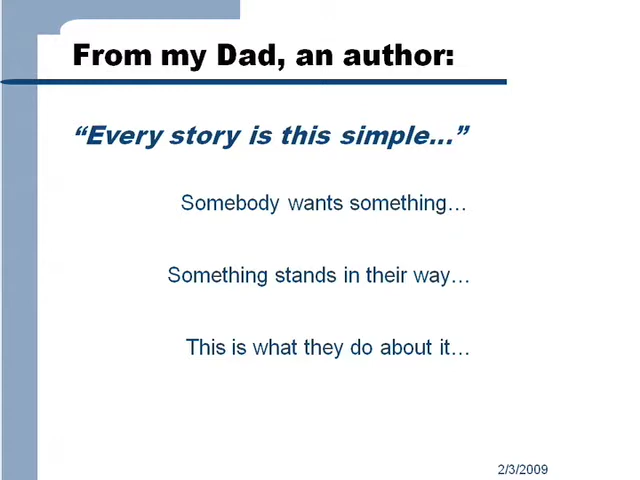 From my Dad, an author:
“Every story is this simple...”
Somebody wants something…
Something stands in their way…
This is what they do about it…
2/3/2009